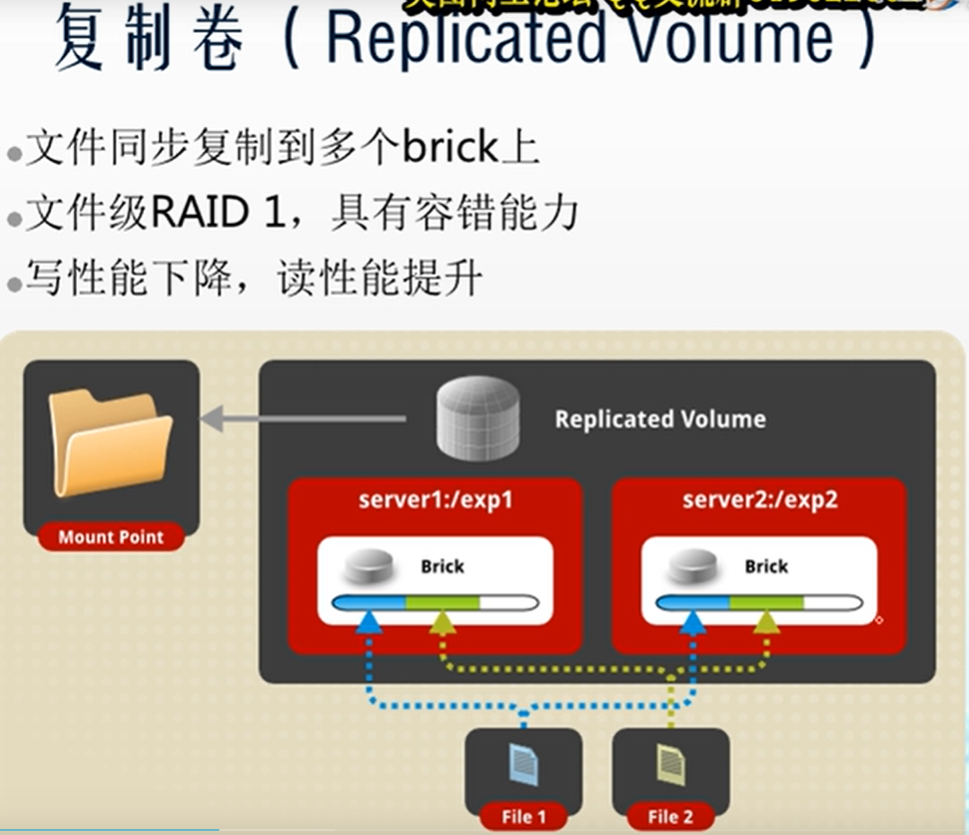 复制卷（Replicated Volume）
•文件同步复制到多个brick上
•文件级RAID 1，具有容错能力
•写性能下降，读性能提升
Replicated Volume
server1:/exp1
server2:/exp2
Brick
Brick
Mount Point
File 1
File 2